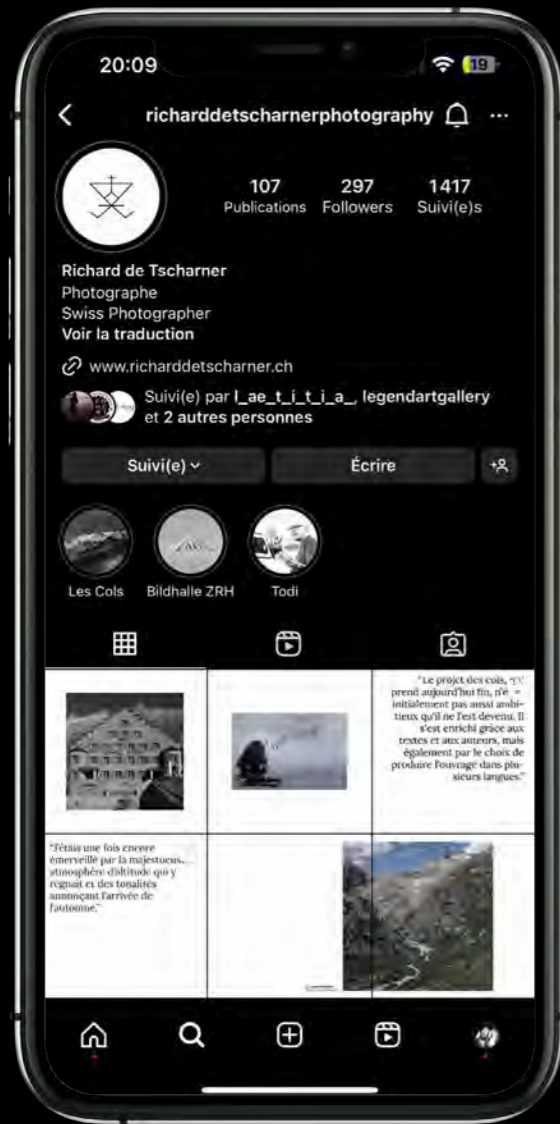 20:09
19
richarddetscharnerphotography
...
107
297
1417
Publications
Followers
Suivi(e)s
Richard de Tscharner
Photographe
Swiss Photographer
Voir la traduction
www.richarddetscharner.ch
Suivi(e) par l_ae_t_i_t_i_a_, legendartgallery
et 2 autres personnes
Suivi(e)
Écrire
Les Cols
Bildhalle ZRH
Todi
"Le projet des cols,
prend aujourd'hui fin,
initialement pas aussi ambi-
tieux qu'il ne l'est devenu. Il
s'est enrichi grâce aux
textes et aux auteurs, mais
également par le choix de
produire l'ouvrage dans plu-
sieurs langues."
"J'étais une fois encore
émerveillé par la majestueus
atmosphère d'altitude qui y
régnait et des tonalités
annonçant l'arrivée de
l'automne."